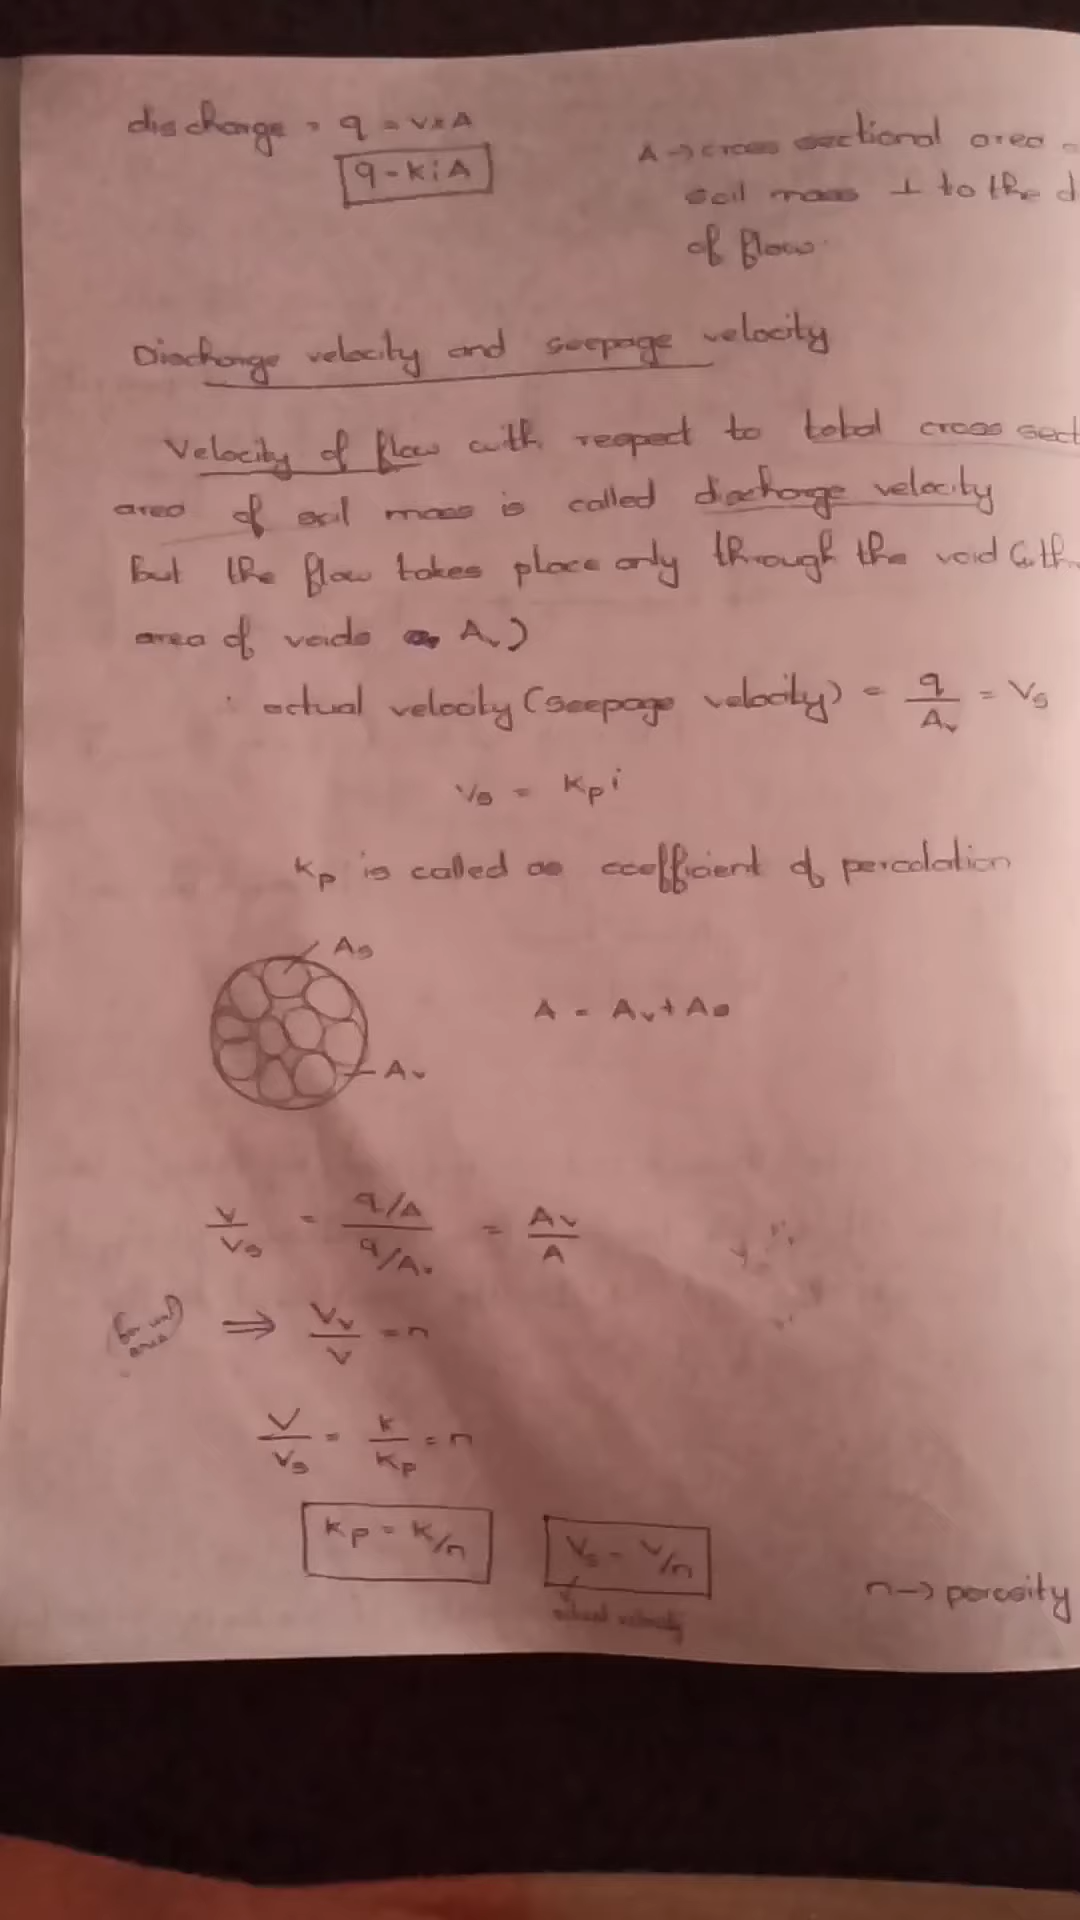 discharge = q = v x A
q = k i A
A → cross sectional area
soil mass ⊥ to the d
of flow.
Discharge velocity and seepage velocity
Velocity of flow with respect to total cross sect
area of soil mass is called discharge velocity
but the flow takes place only through the void (
area of voids Av)
∴ actual velocity (seepage velocity) = q/Av = Vs
Vs = Kp i
Kp is called as coefficient of percolation
As
A = Av + As
Av
V/Vs = (q/A)/(q/Av) = Av/A
area ⇒ Vv/V = n
V/Vs = K/Kp = n
Kp = K/n
Vs = V/n
n → porosity
actual velocity